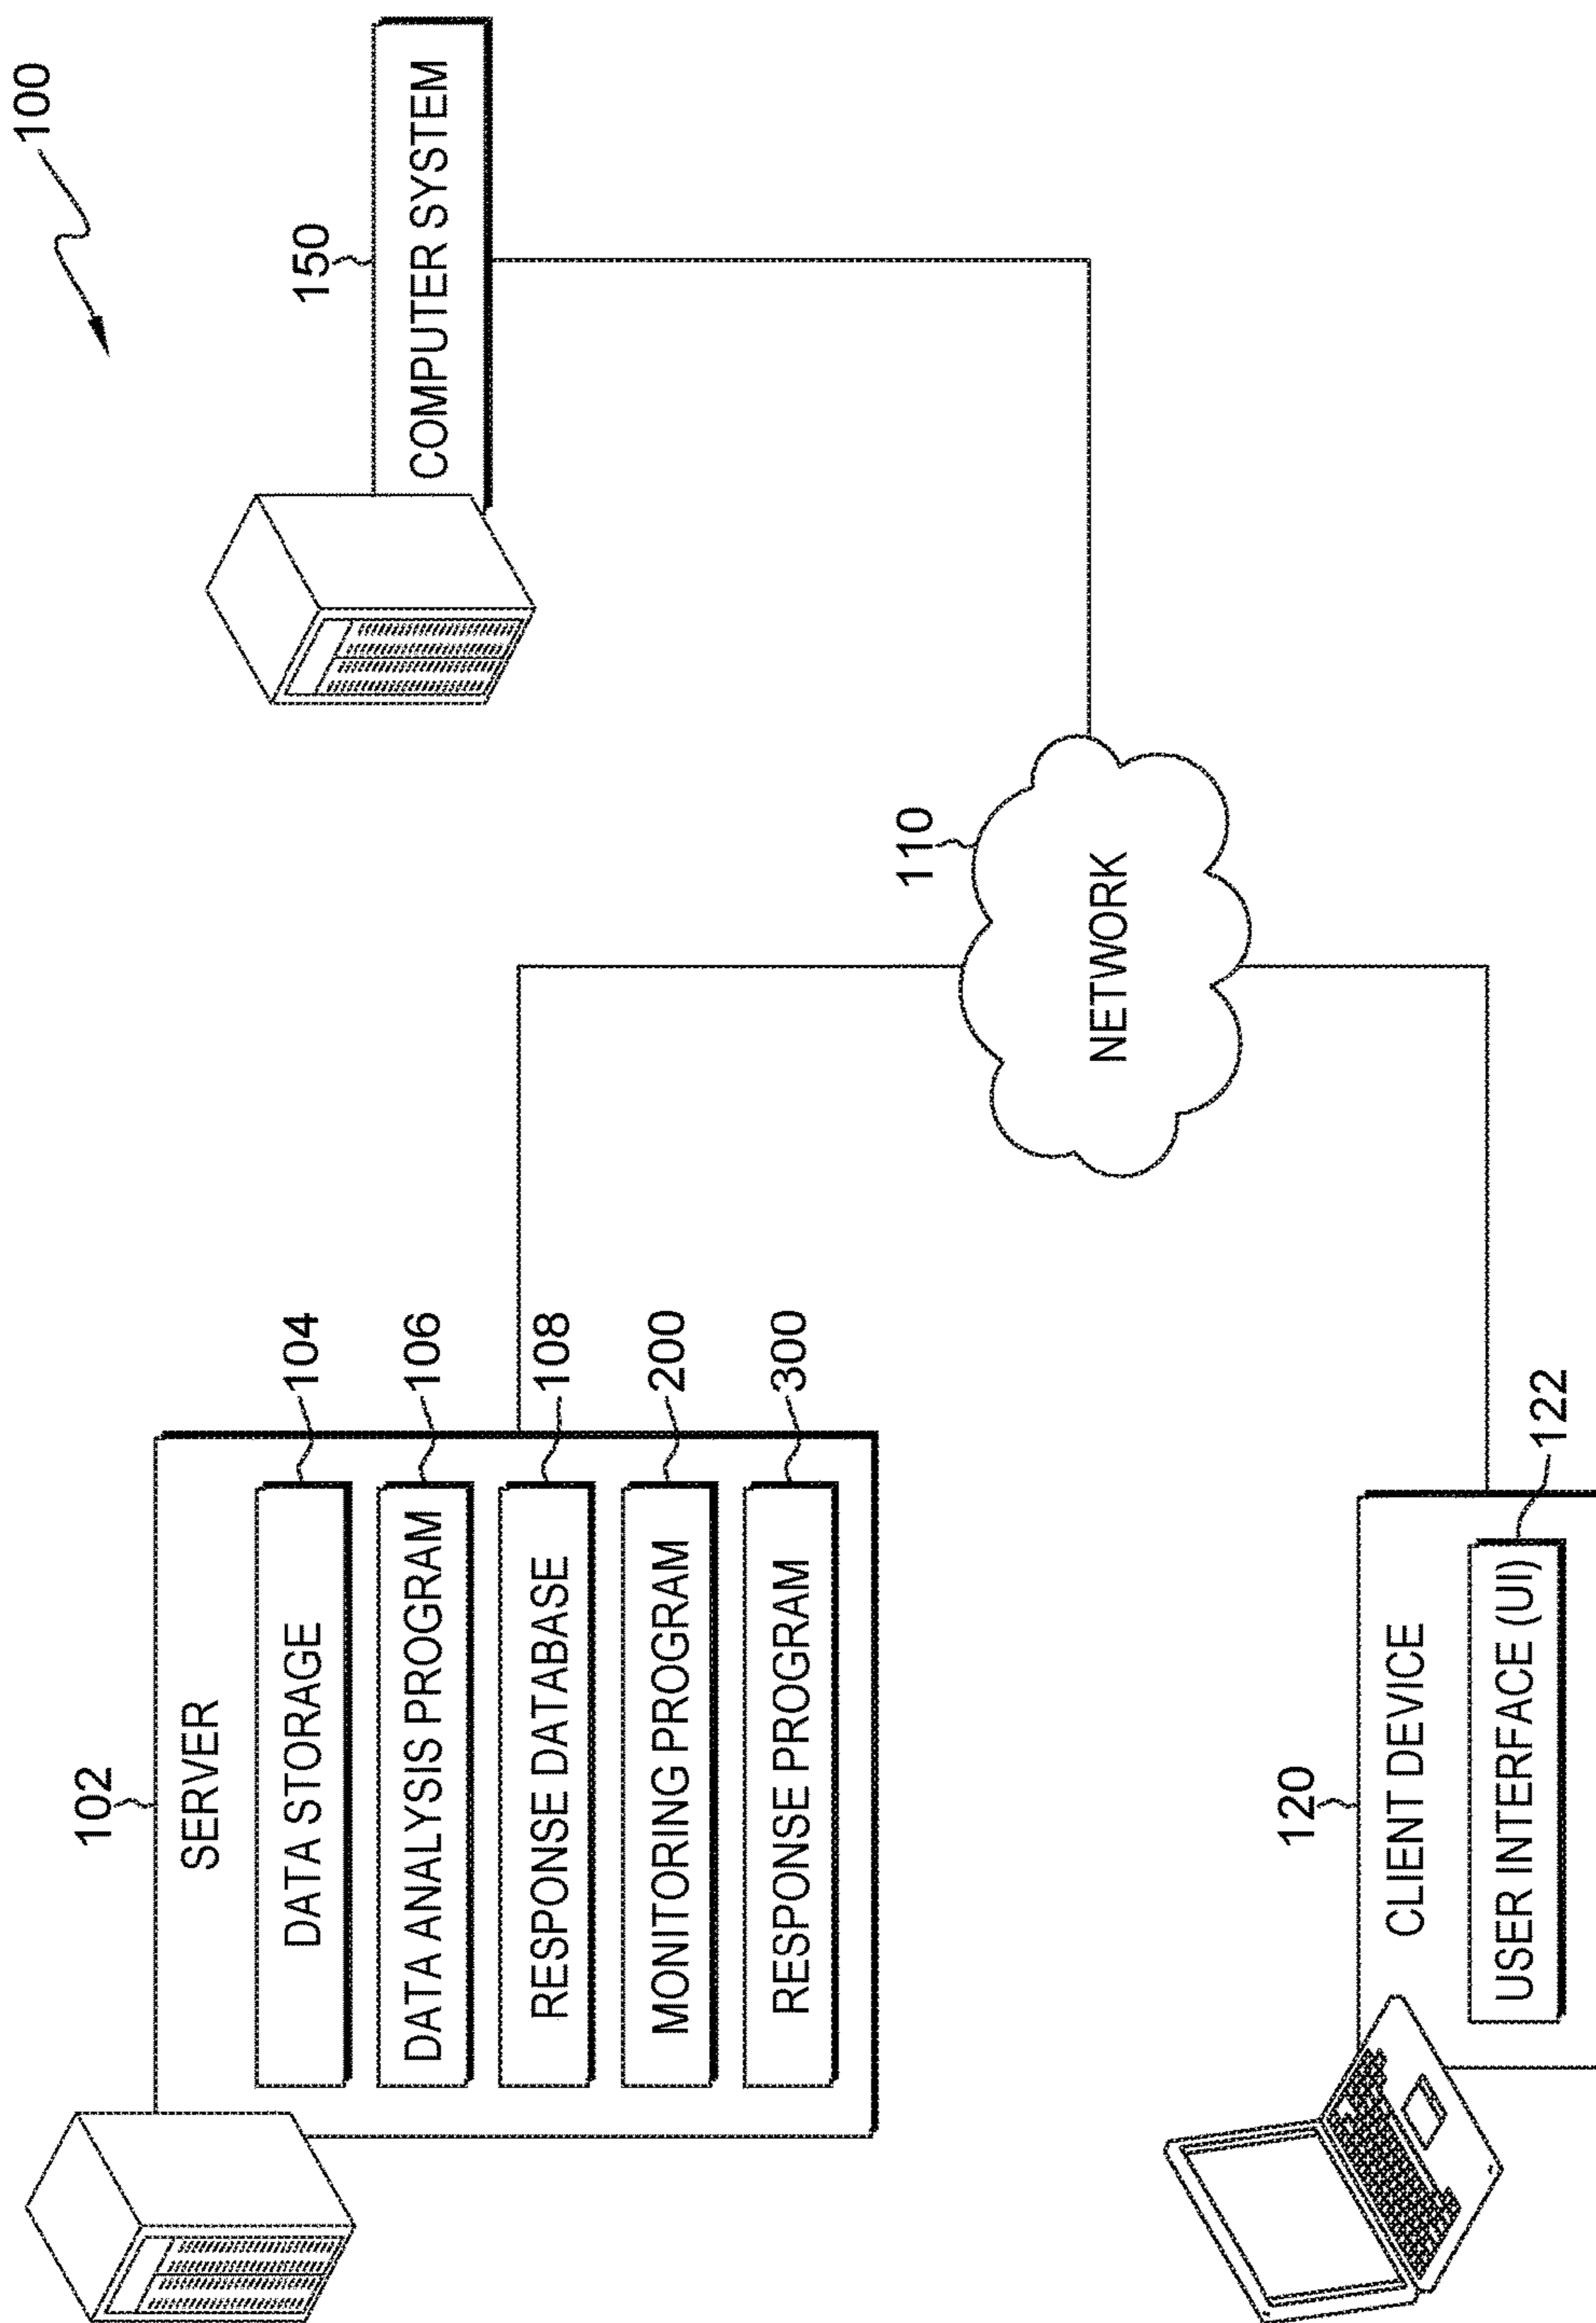 100
102
SERVER
DATA STORAGE
104
DATA ANALYSIS PROGRAM
106
RESPONSE DATABASE
108
MONITORING PROGRAM
200
RESPONSE PROGRAM
300
150
COMPUTER SYSTEM
110
NETWORK
120
CLIENT DEVICE
USER INTERFACE (UI)
122